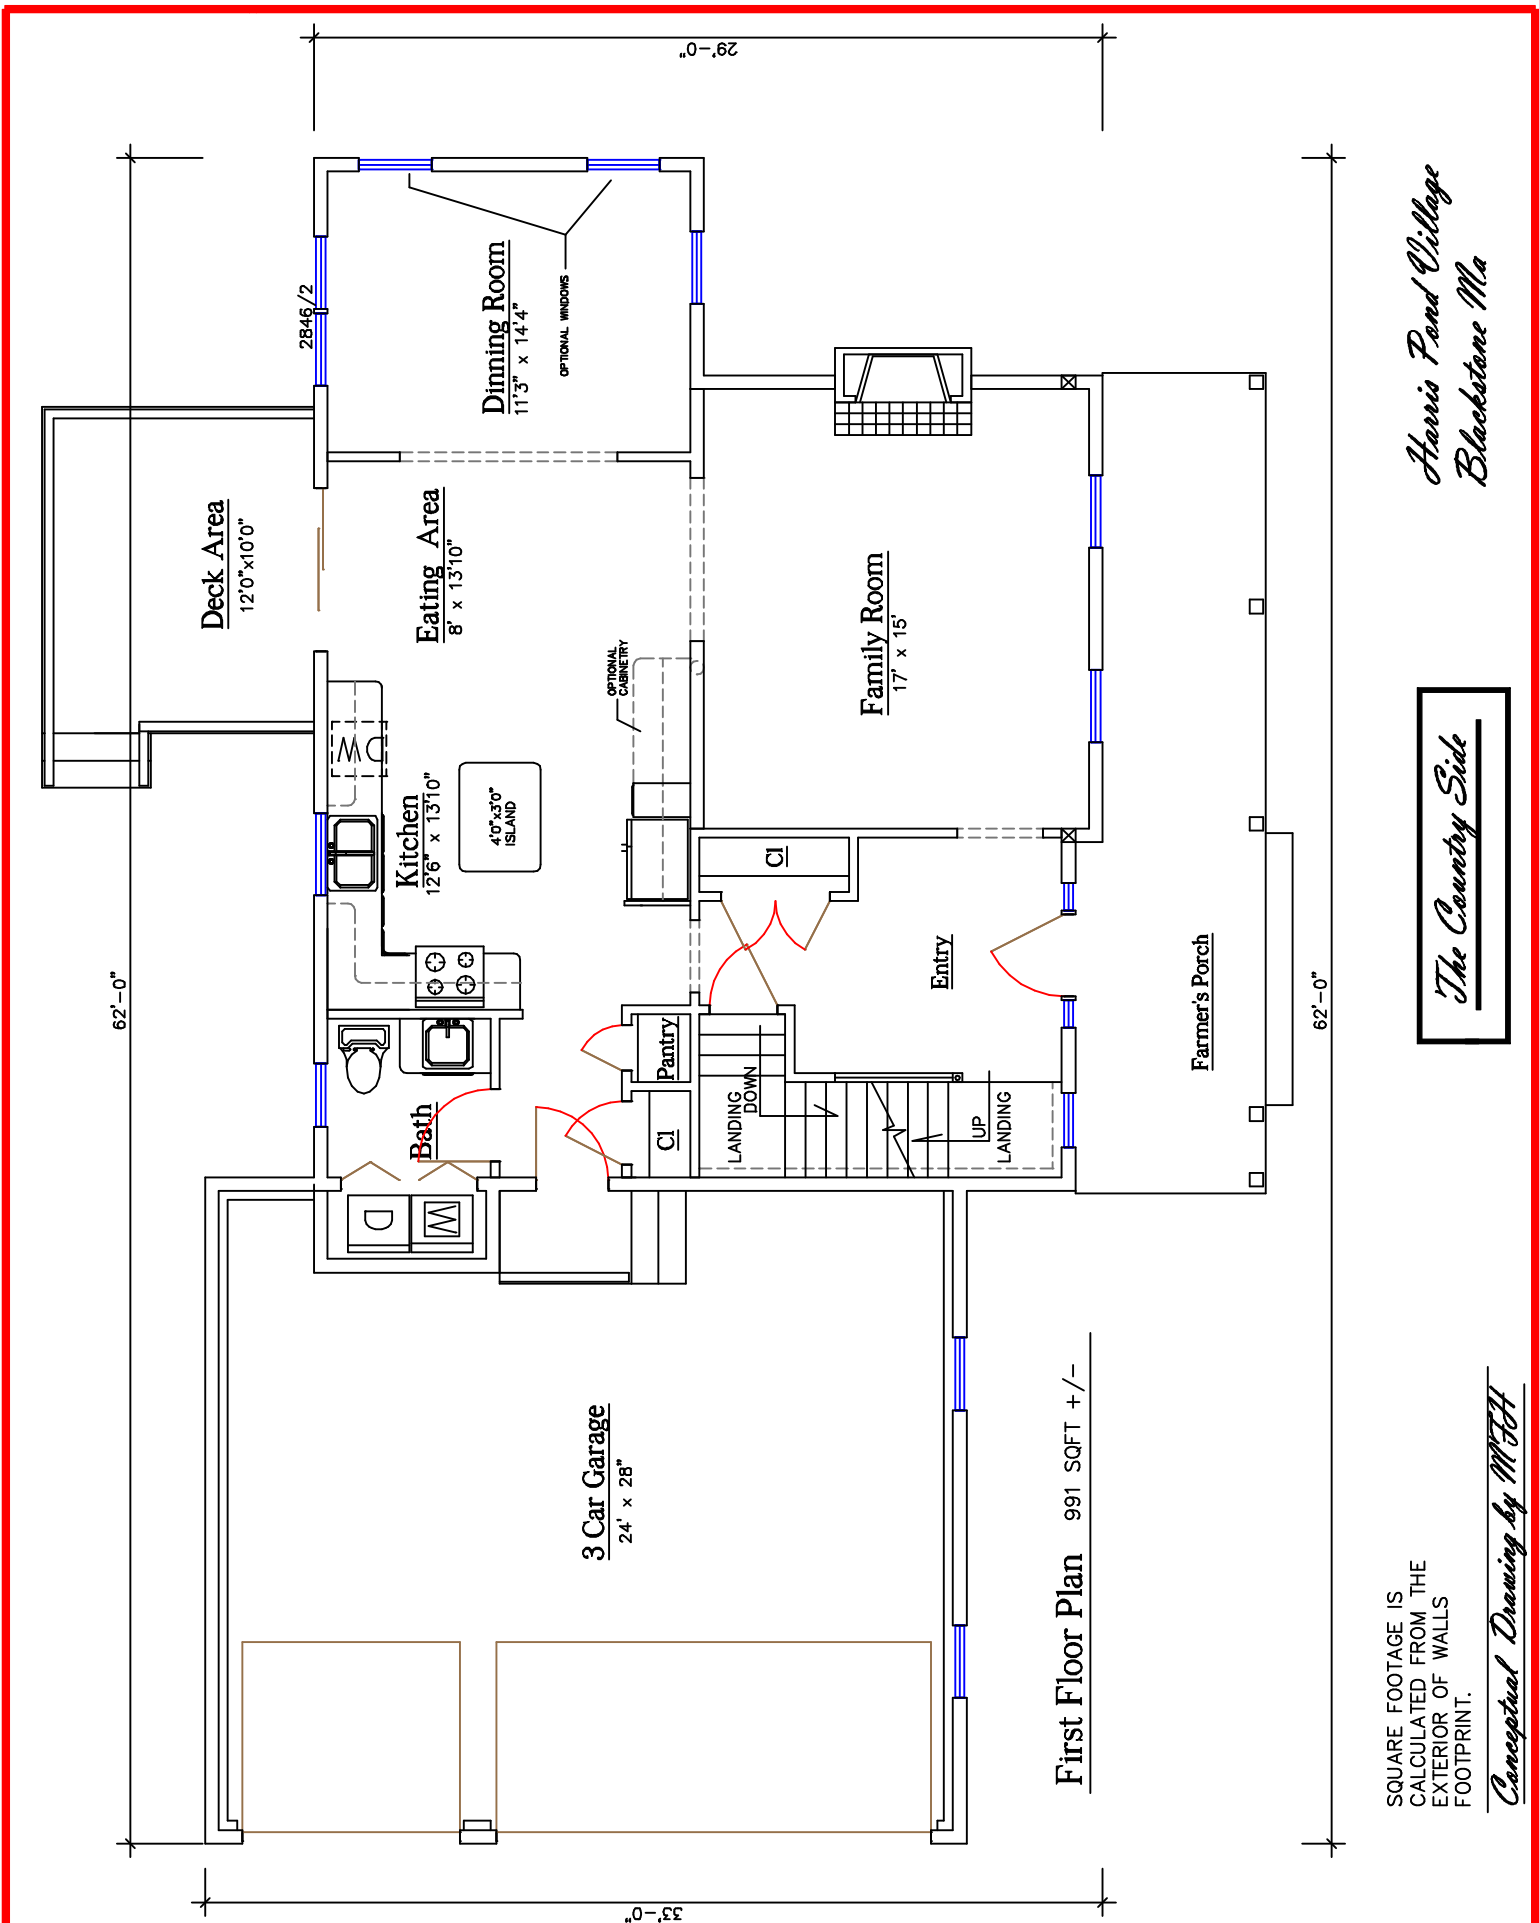 62'-0"
29'-0"
33'-0"
62'-0"
Deck Area
12'0"x10'0"
2846/2
Dinning Room
11'3" x 14'4"
OPTIONAL WINDOWS
Eating Area
8' x 13'10"
Kitchen
12'6" x 13'10"
4'0"x3'0"
ISLAND
OPTIONAL
CABINETRY
W
D
Bath
D
W
Pantry
Cl
Cl
Family Room
17' x 15'
Entry
LANDING
DOWN
UP
LANDING
Farmer's Porch
3 Car Garage
24' x 28"
First Floor Plan 991 SQFT +/-
SQUARE FOOTAGE IS
CALCULATED FROM THE
EXTERIOR OF WALLS
FOOTPRINT.
Conceptual Drawing by MFH
The Country Side
Harris Pond Village
Blackstone Ma